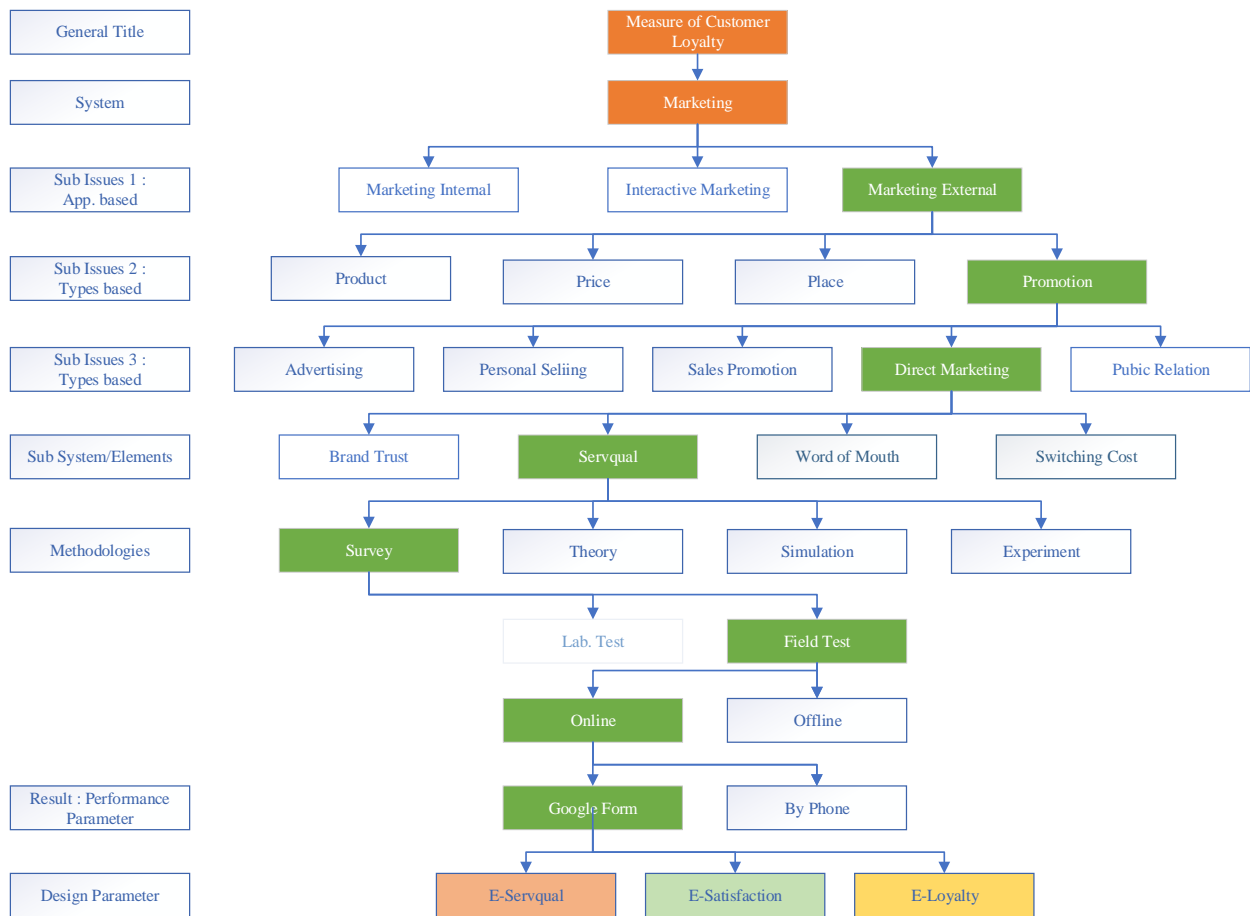 General Title
Measure of Customer
Loyalty
System
Marketing
Sub Issues 1 :
App. based
Marketing Internal
Interactive Marketing
Marketing External
Sub Issues 2 :
Types based
Product
Price
Place
Promotion
Sub Issues 3 :
Types based
Advertising
Personal Seliing
Sales Promotion
Direct Marketing
Pubic Relation
Sub System/Elements
Brand Trust
Servqual
Word of Mouth
Switching Cost
Methodologies
Survey
Theory
Simulation
Experiment
Lab. Test
Field Test
Online
Offline
Result : Performance
Parameter
Google Form
By Phone
Design Parameter
E-Servqual
E-Satisfaction
E-Loyalty